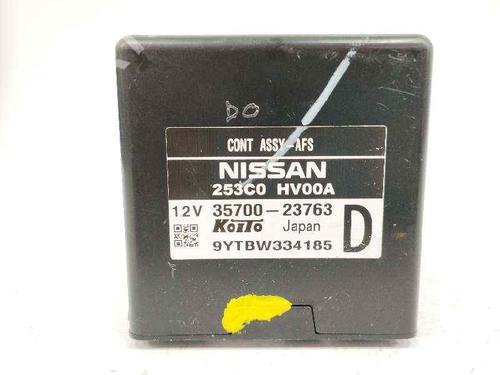 DO
CONT ASSY-AFS
NISSAN
253C0 HV00A
12V 35700-23763
KOITO Japan D
9YTBW334185